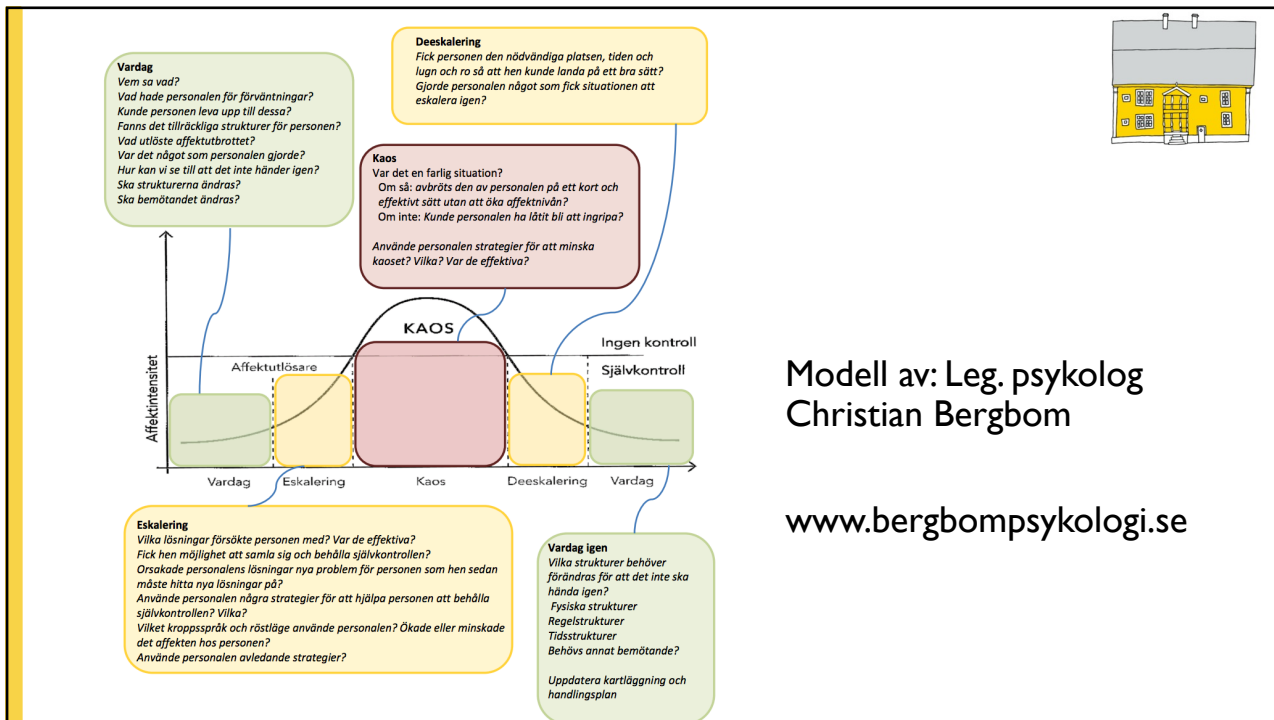 Vardag
Vem sa vad?
Vad hade personalen för förväntningar?
Kunde personen leva upp till dessa?
Fanns det tillräckliga strukturer för personen?
Vad utlöste affektutbrottet?
Var det något som personalen gjorde?
Hur kan vi se till att det inte händer igen?
Ska strukturerna ändras?
Ska bemötandet ändras?
Deeskalering
Fick personen den nödvändiga platsen, tiden och
lugn och ro så att hen kunde landa på ett bra sätt?
Gjorde personalen något som fick situationen att
eskalera igen?
Kaos
Var det en farlig situation?
Om så: avbröts den av personalen på ett kort och
effektivt sätt utan att öka affektnivån?
Om inte: Kunde personalen ha låtit bli att ingripa?
Använde personalen strategier för att minska
kaoset? Vilka? Var de effektiva?
Affektintensitet
KAOS
Ingen kontroll
Affektutlösare
Självkontroll
Vardag
Eskalering
Kaos
Deeskalering
Vardag
Eskalering
Vilka lösningar försökte personen med? Var de effektiva?
Fick hen möjlighet att samla sig och behålla självkontrollen?
Orsakade personalens lösningar nya problem för personen som hen sedan
måste hitta nya lösningar på?
Använde personalen några strategier för att hjälpa personen att behålla
självkontrollen? Vilka?
Vilket kroppsspråk och röstläge använde personalen? Ökade eller minskade
det affekten hos personen?
Använde personalen avledande strategier?
Vardag igen
Vilka strukturer behöver
förändras för att det inte ska
hända igen?
Fysiska strukturer
Regelstrukturer
Tidsstrukturer
Behövs annat bemötande?
Uppdatera kartläggning och
handlingsplan
Modell av: Leg. psykolog
Christian Bergbom
www.bergbompsykologi.se